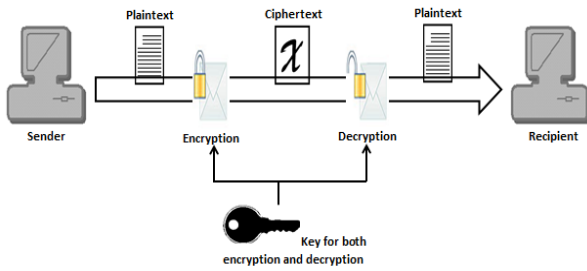 Plaintext
Ciphertext
Plaintext
X
Sender
Encryption
Decryption
Recipient
Key for both
encryption and decryption